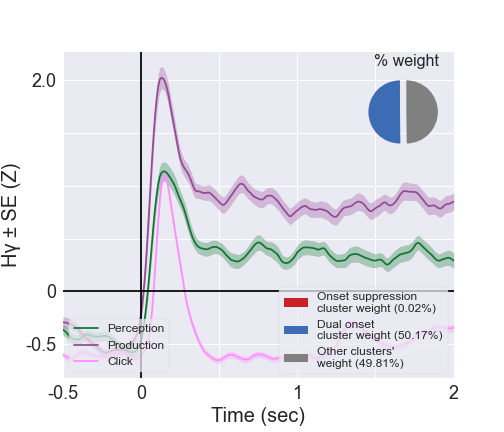 % weight
2.0
Hγ ± SE (Z)
0
-0.5
Perception
Production
Click
Onset suppression
cluster weight (0.02%)
Dual onset
cluster weight (50.17%)
Other clusters'
weight (49.81%)
-0.5
0
1
2
Time (sec)